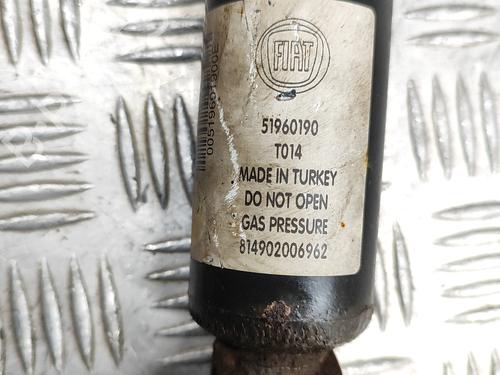 FIAT
51960190
T014
MADE IN TURKEY
DO NOT OPEN
GAS PRESSURE
814902006962